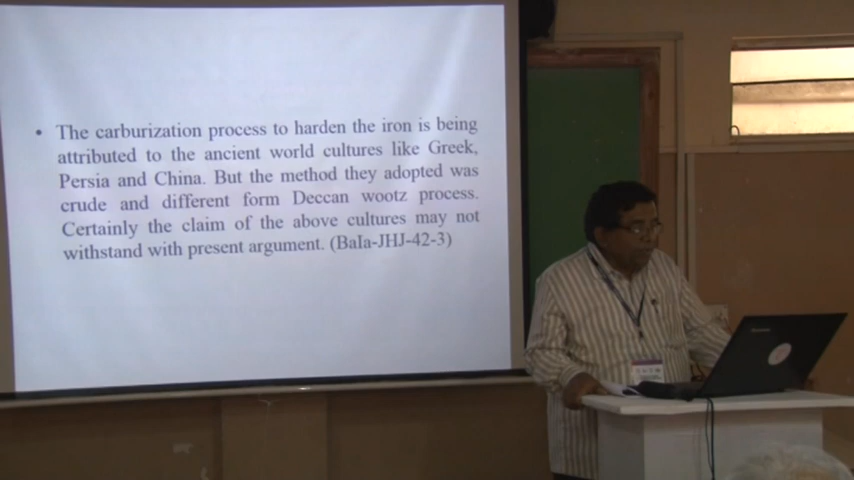 • The carburization process to harden the iron is being
attributed to the ancient world cultures like Greek,
Persia and China. But the method they adopted was
crude and different form Deccan wootz process.
Certainly the claim of the above cultures may not
withstand with present argument. (BaIa-JHJ-42-3)